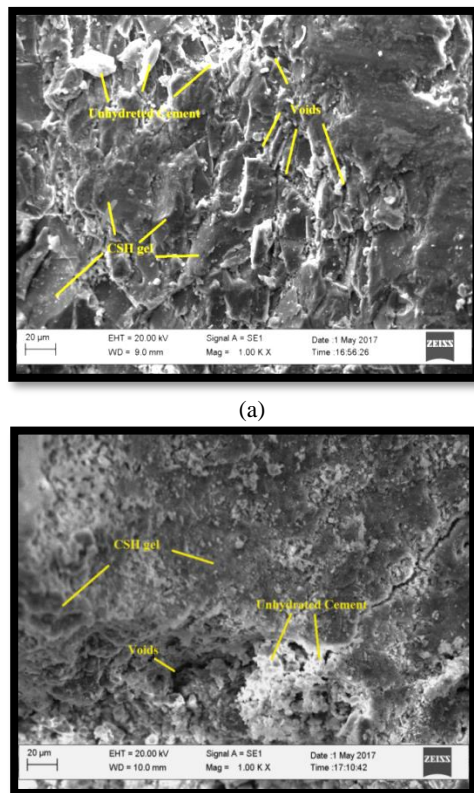 Unhydreted Cement
Voids
CSH gel
20 µm
EHT = 20.00 kV
Signal A = SE1
Date :1 May 2017
WD = 9.0 mm
Mag = 1.00 K X
Time :16:56:26
ZEISS
(a)
CSH gel
Unhydrated Cement
Voids
20 µm
EHT = 20.00 kV
Signal A = SE1
Date :1 May 2017
WD = 10.0 mm
Mag = 1.00 K X
Time :17:10:42
ZEISS